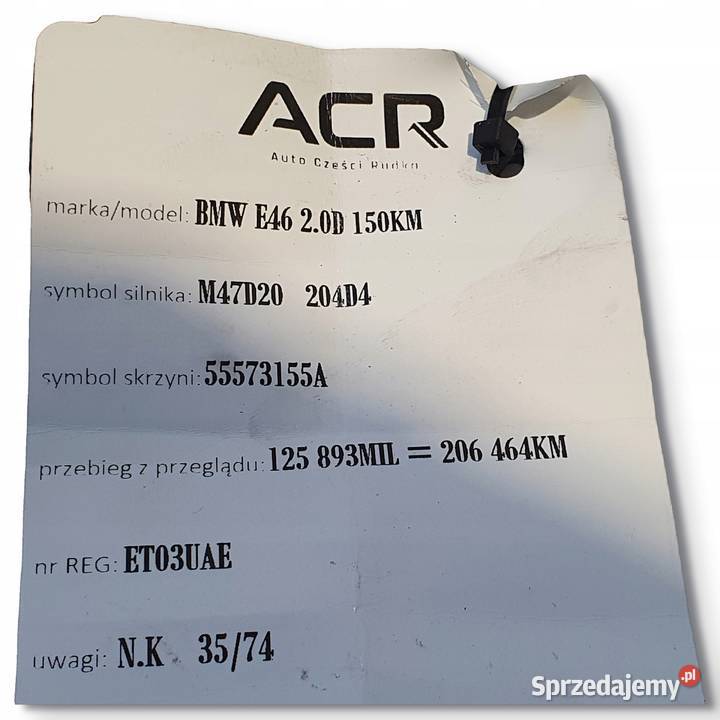 ACR
Auto Części Rudka
marka/model: BMW E46 2.0D 150KM
symbol silnika: M47D20 204D4
symbol skrzyni: 55573155A
przebieg z przeglądu: 125 893MIL = 206 464KM
nr REG: ET03UAE
uwagi: N.K 35/74
Sprzedajemy.pl